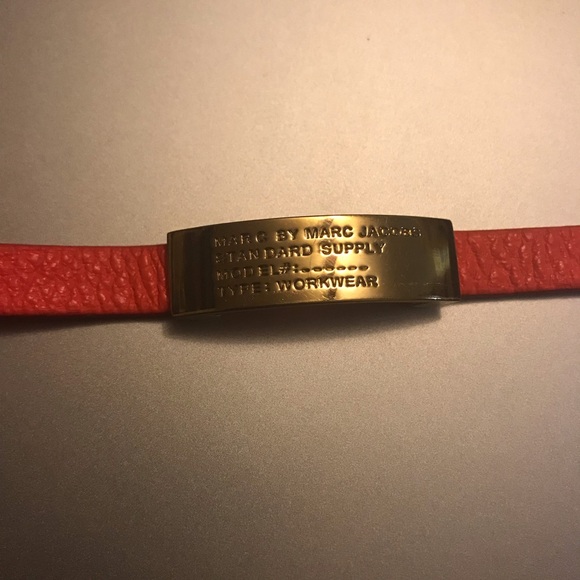 MARC BY MARC JACOBS
STANDARD SUPPLY
MODEL#:-------
TYPE: WORKWEAR